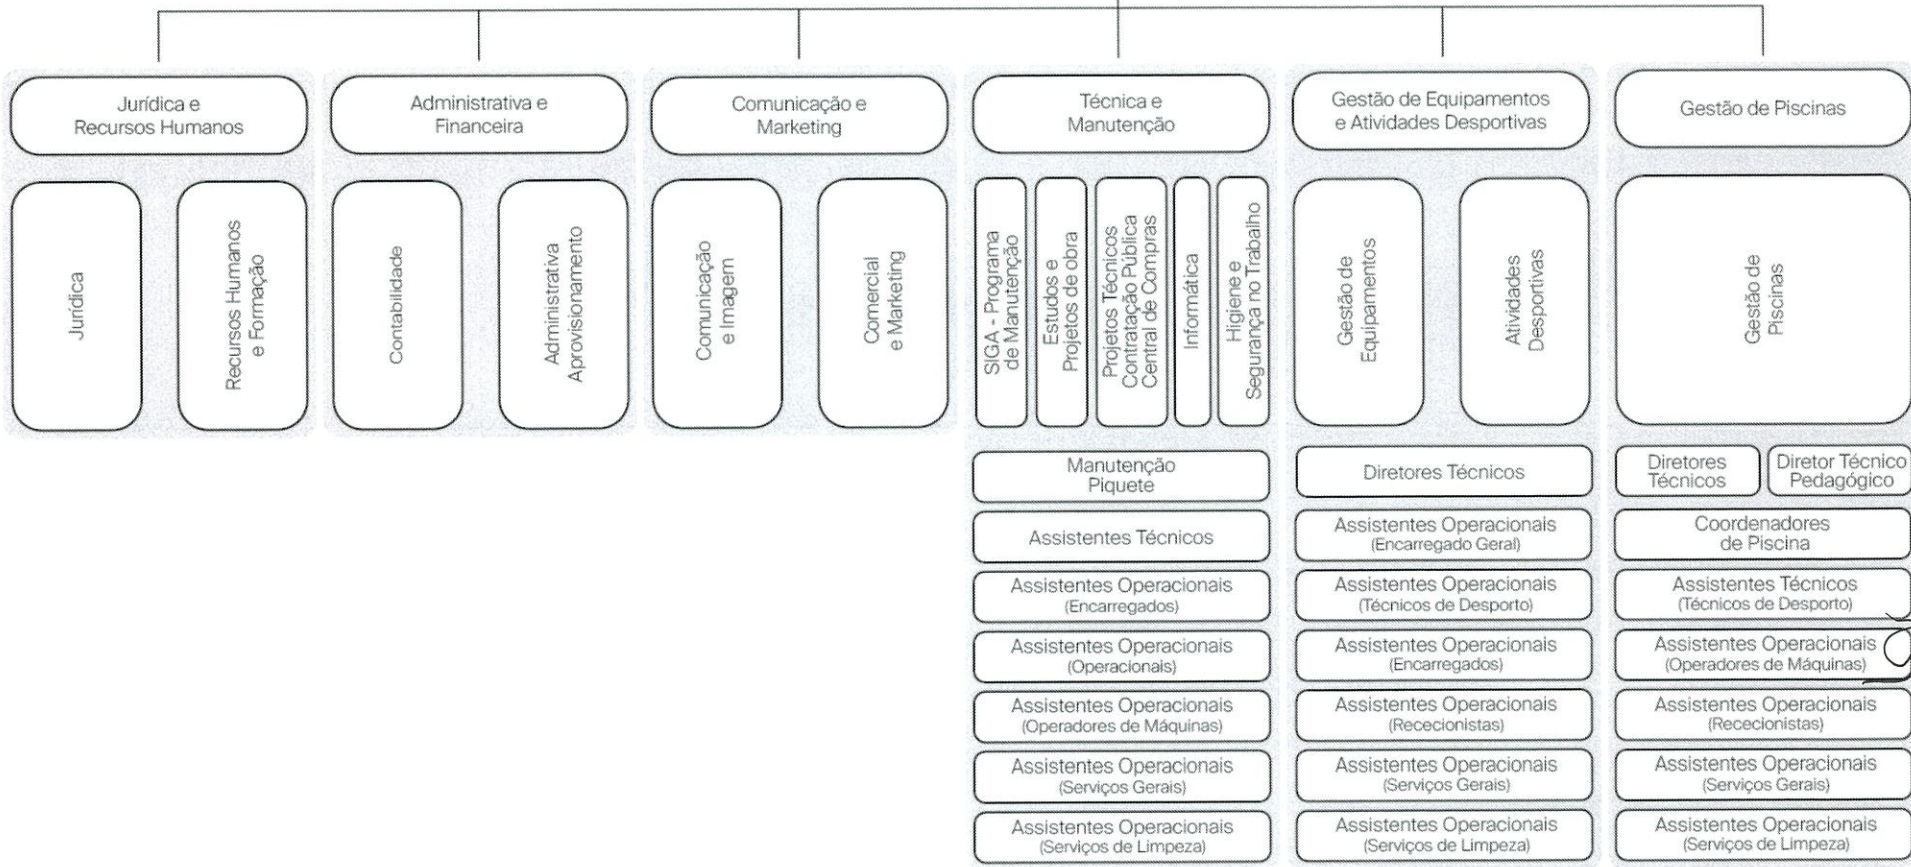 Jurídica e
Recursos Humanos
Administrativa e
Financeira
Comunicação e
Marketing
Técnica e
Manutenção
Gestão de Equipamentos
e Atividades Desportivas
Gestão de Piscinas
Jurídica
Recursos Humanos
e Formação
Contabilidade
Administrativa
Aprovisionamento
Comunicação
e Imagem
Comercial
e Marketing
SIGA - Programa
de Manutenção
Estudos e
Projetos de obra
Projetos Técnicos
Contratação Pública
Central de Compras
Informática
Higiene e
Segurança no Trabalho
Gestão de
Equipamentos
Atividades
Desportivas
Gestão de
Piscinas
Manutenção
Piquete
Assistentes Técnicos
Assistentes Operacionais
(Encarregados)
Assistentes Operacionais
(Operacionais)
Assistentes Operacionais
(Operadores de Máquinas)
Assistentes Operacionais
(Serviços Gerais)
Assistentes Operacionais
(Serviços de Limpeza)
Diretores Técnicos
Assistentes Operacionais
(Encarregado Geral)
Assistentes Operacionais
(Técnicos de Desporto)
Assistentes Operacionais
(Encarregados)
Assistentes Operacionais
(Rececionistas)
Assistentes Operacionais
(Serviços Gerais)
Assistentes Operacionais
(Serviços de Limpeza)
Diretores
Técnicos
Diretor Técnico
Pedagógico
Coordenadores
de Piscina
Assistentes Técnicos
(Técnicos de Desporto)
Assistentes Operacionais
(Operadores de Máquinas)
Assistentes Operacionais
(Rececionistas)
Assistentes Operacionais
(Serviços Gerais)
Assistentes Operacionais
(Serviços de Limpeza)